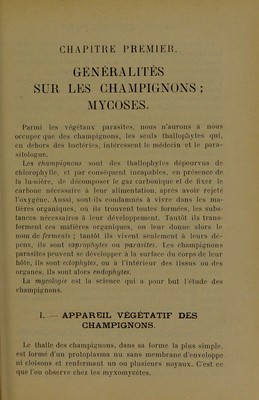 CHAPITRE PREMIER.
GÉNÉRALITÉS
SUR LES CHAMPIGNONS ;
MYCOSES.
Parmi les végétaux parasites, nous n'aurons à nous
occuper que des champignons, les seuls thallophytes qui,
en dehors des bactéries, intéressent le médecin et le para-
sitologue.
Les champignons sont des thallophytes dépourvus de
chlorophylle, et par conséquent incapables, en présence de
la lumière, de décomposer le gaz carbonique et de fixer le
carbone nécessaire à leur alimentation, après avoir rejeté
l'oxygène. Aussi, sont-ils condamnés à vivre dans les ma-
tières organiques, où ils trouvent toutes formées, les subs-
tances nécessaires à leur développement. Tantôt ils trans-
forment ces matières organiques, on leur donne alors le
nom de ferments ; tantôt ils vivent seulement à leurs dé-
pens, ils sont saprophytes ou parasites. Les champignons
parasites peuvent se développer à la surface du corps de leur
hôte, ils sont ectophytes, ou à l'intérieur des tissus ou des
organes, ils sont alors endophytes.
La mycologie est la science qui a pour but l'étude des
champignons.
I. — APPAREIL VÉGÉTATIF DES
CHAMPIGNONS.
Le thalle des champignons, dans sa forme la plus simple,
est formé d'un protoplasma nu sans membrane d'enveloppe
ni cloisons et renfermant un ou plusieurs noyaux. C'est ce
que l'on observe chez les myxomycètes.